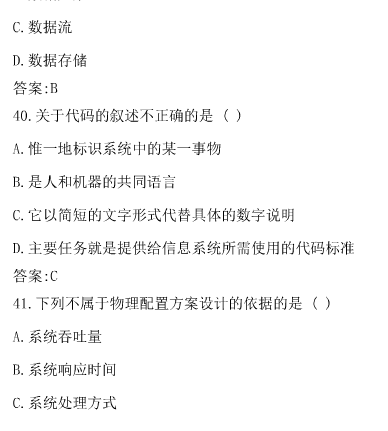 C.数据流
D.数据存储
答案:B
40.关于代码的叙述不正确的是 ( )
A.惟一地标识系统中的某一事物
B.是人和机器的共同语言
C.它以简短的文字形式代替具体的数字说明
D.主要任务就是提供给信息系统所需使用的代码标准
答案:C
41.下列不属于物理配置方案设计的依据的是 ( )
A.系统吞吐量
B.系统响应时间
C.系统处理方式